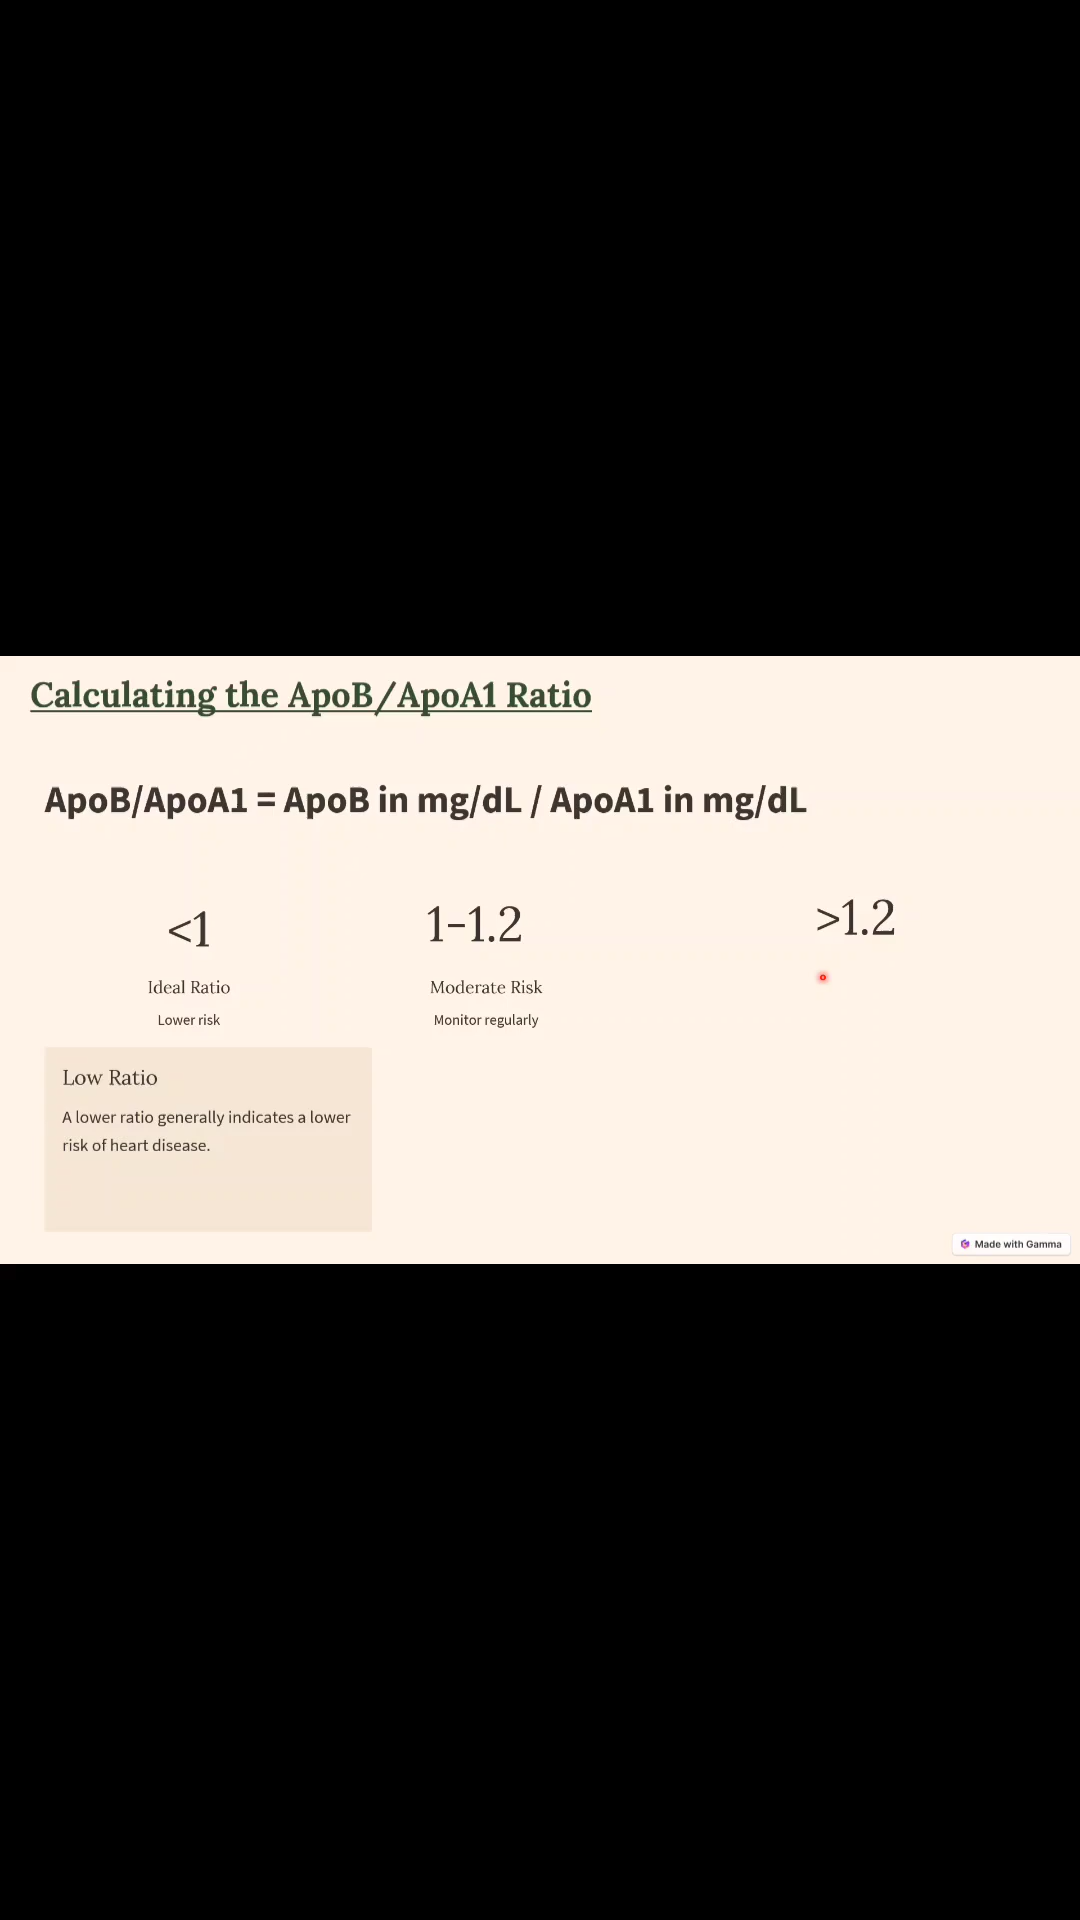 Calculating the ApoB/ApoA1 Ratio
ApoB/ApoA1 = ApoB in mg/dL / ApoA1 in mg/dL
<1
Ideal Ratio
Lower risk
1-1.2
Moderate Risk
Monitor regularly
>1.2
Low Ratio
A lower ratio generally indicates a lower
risk of heart disease.
Made with Gamma